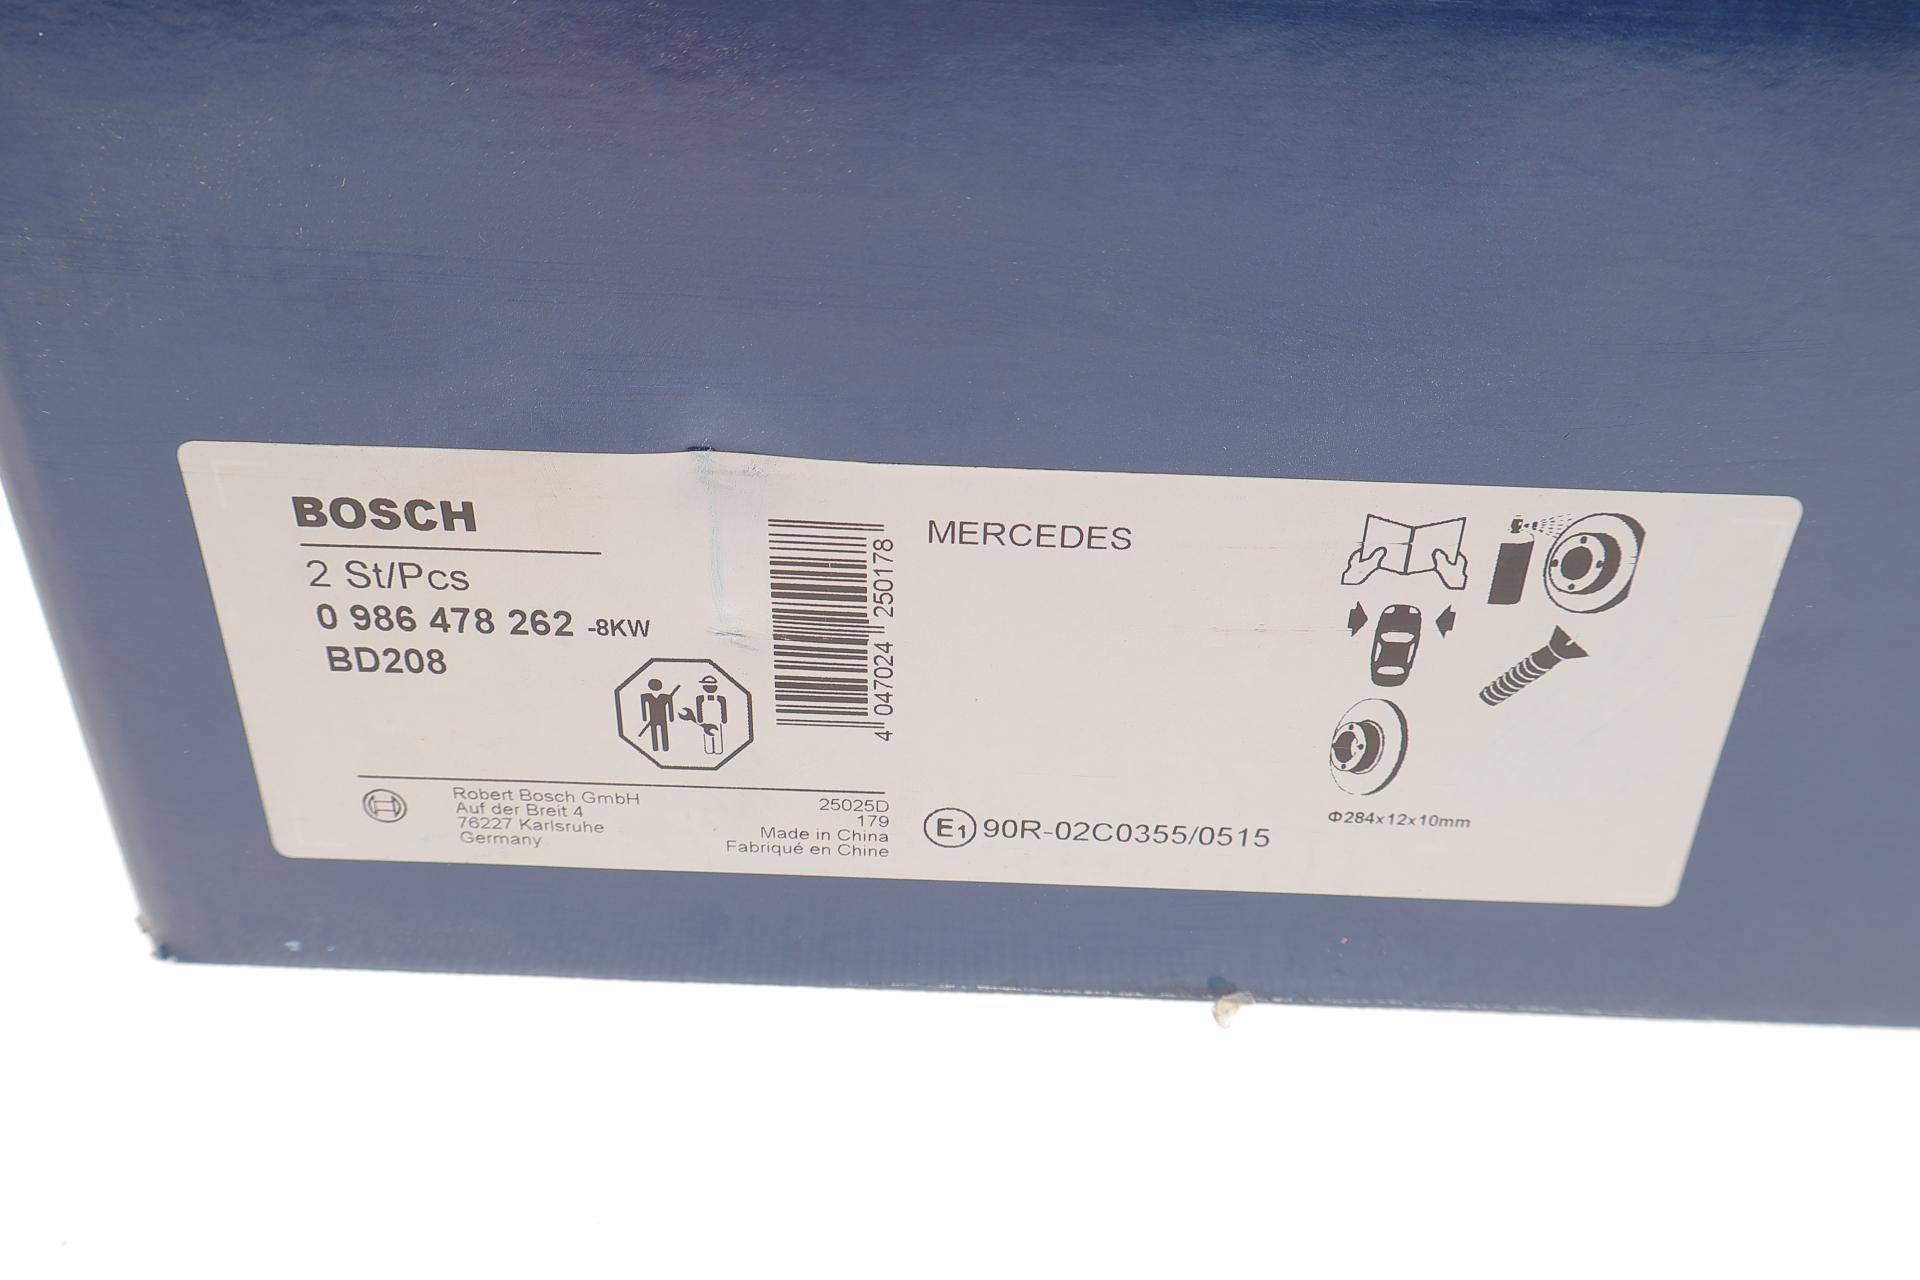 BOSCH
2 St/Pcs
0 986 478 262 -8KW
BD208
4 047024 250178
Robert Bosch GmbH
Auf der Breit 4
76227 Karlsruhe
Germany
25025D
179
Made in China
Fabriqué en Chine
MERCEDES
E1 90R-02C0355/0515
Φ284x12x10mm